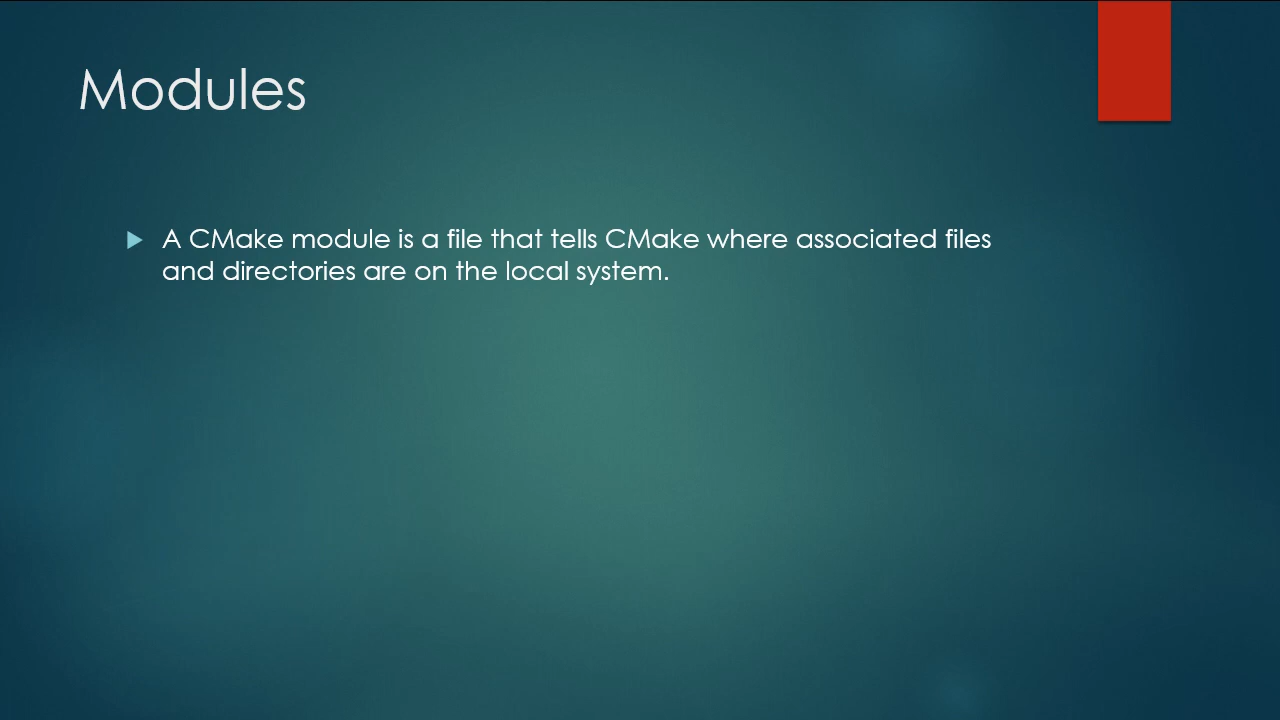 Modules
A CMake module is a file that tells CMake where associated files
and directories are on the local system.